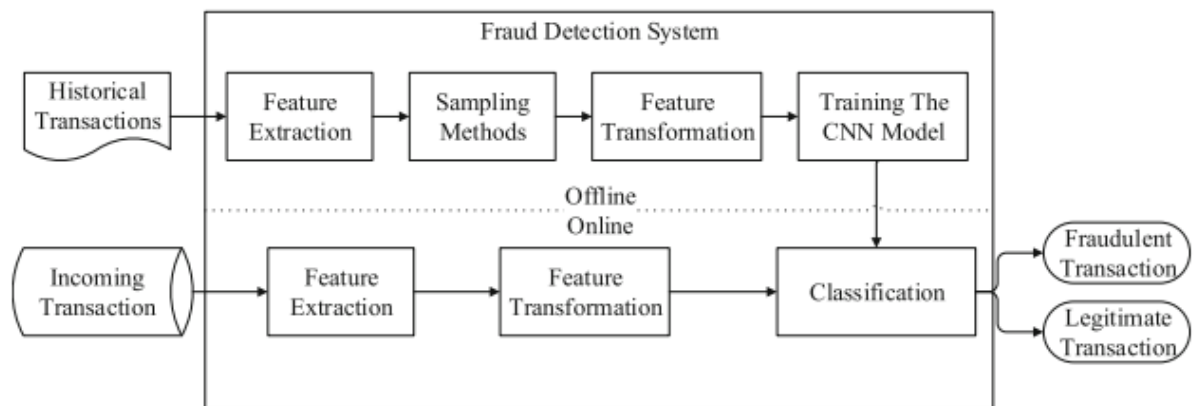 Fraud Detection System
Historical
Transactions
Feature
Extraction
Sampling
Methods
Feature
Transformation
Training The
CNN Model
Offline
Online
Incoming
Transaction
Feature
Extraction
Feature
Transformation
Classification
Fraudulent
Transaction
Legitimate
Transaction